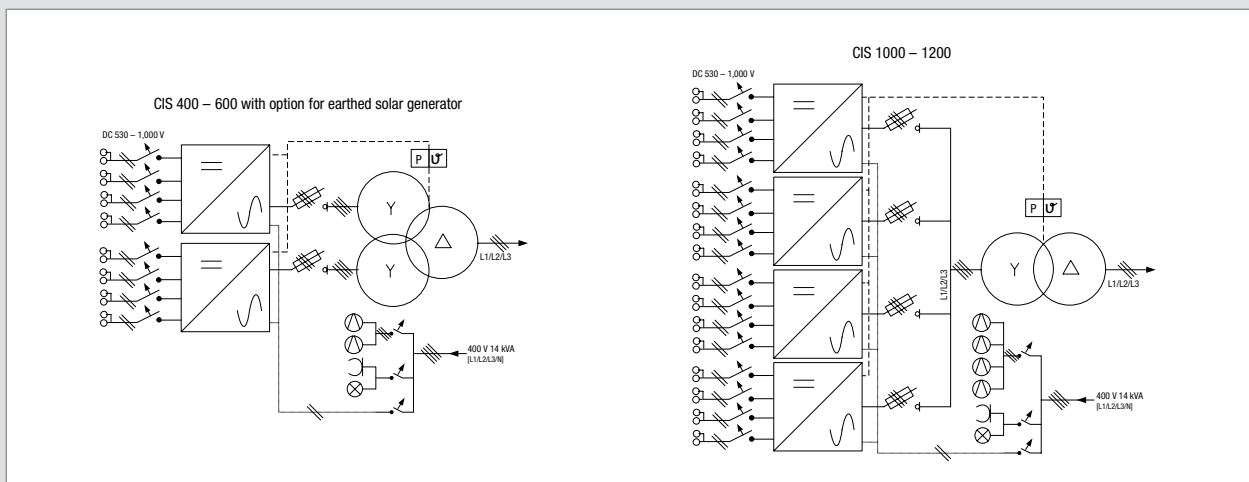 CIS 400 – 600 with option for earthed solar generator
DC 530 – 1,000 V
P
Y
Y
L1/L2/L3
400 V 14 kVA
[L1/L2/L3/N]
CIS 1000 – 1200
DC 530 – 1,000 V
P
Y
L1/L2/L3
L1/L2/L3
400 V 14 kVA
[L1/L2/L3/N]